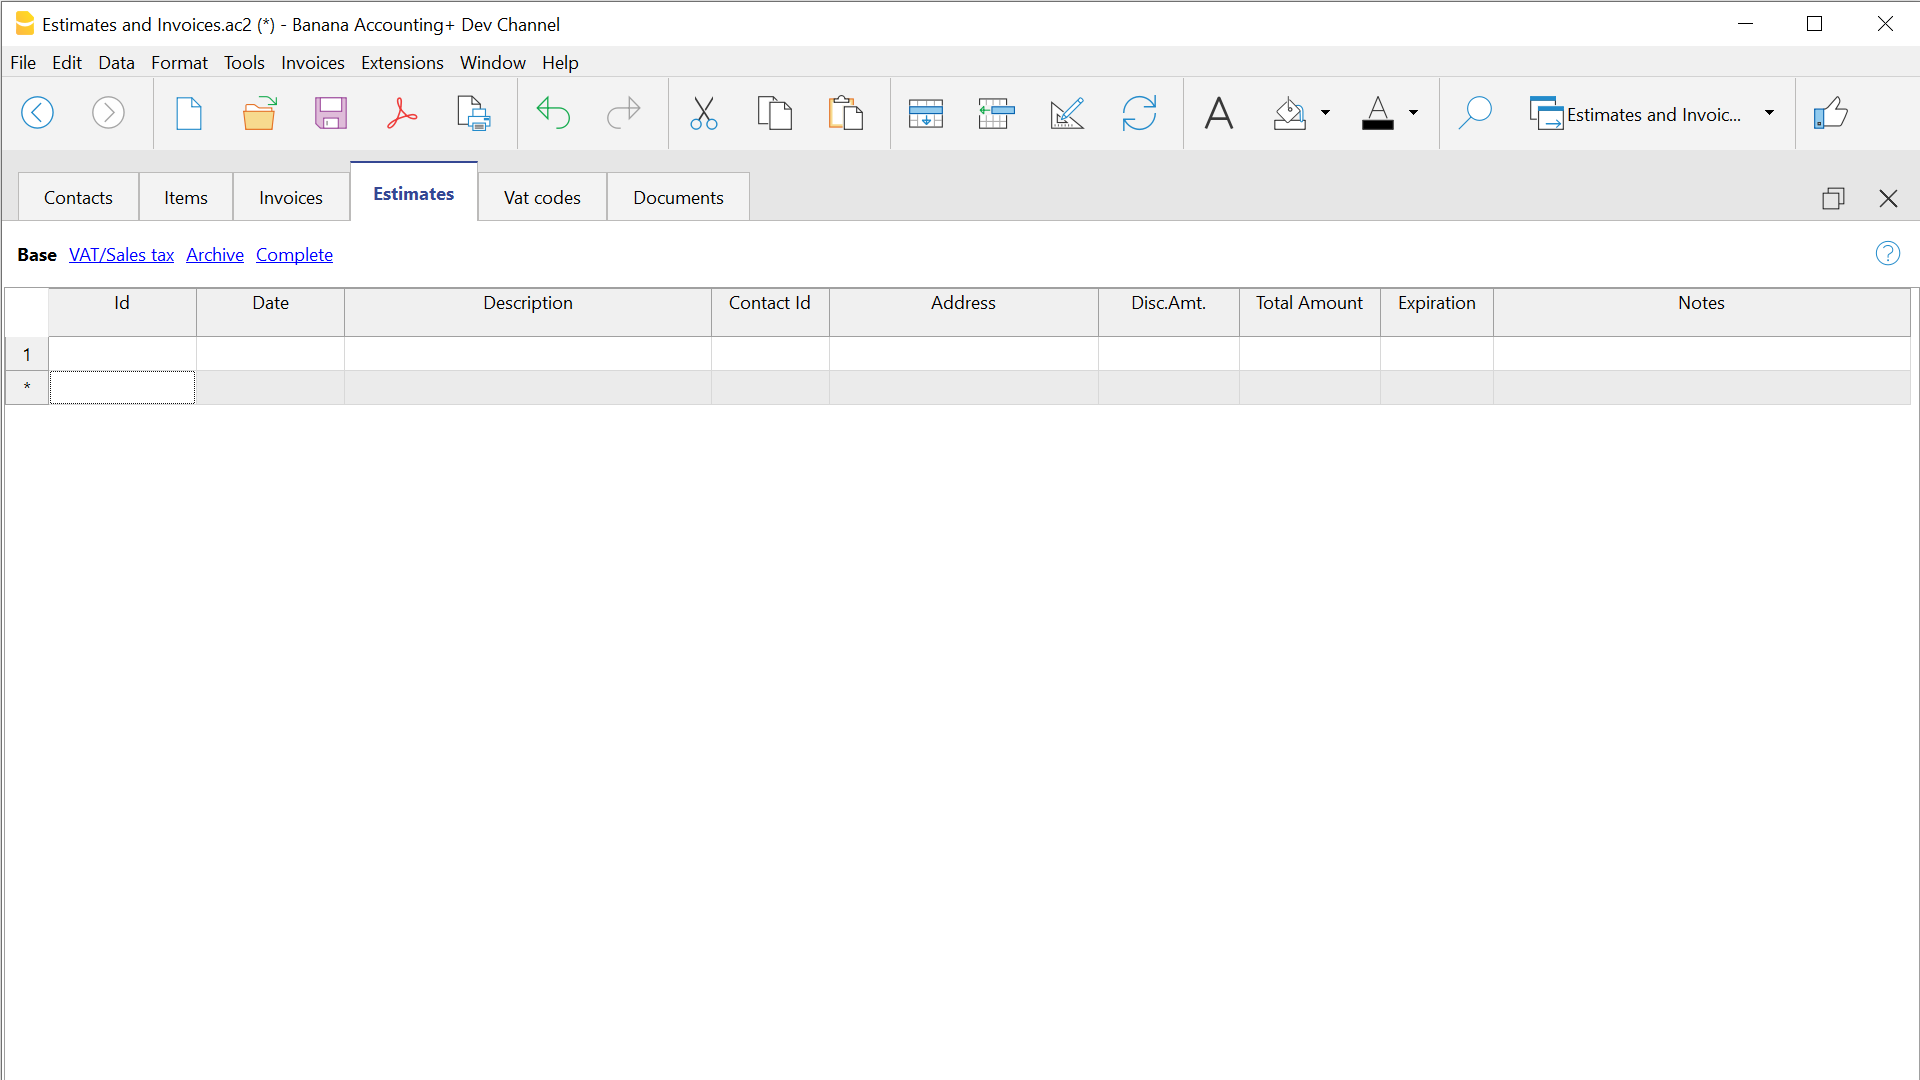 Estimates and Invoices.ac2 (*) - Banana Accounting+ Dev Channel
File Edit Data Format Tools Invoices Extensions Window Help
A A Estimates and Invoic...
Contacts Items Invoices Estimates Vat codes Documents
Base VAT/Sales tax Archive Complete ?
Id Date Description Contact Id Address Disc.Amt. Total Amount Expiration Notes
1
*